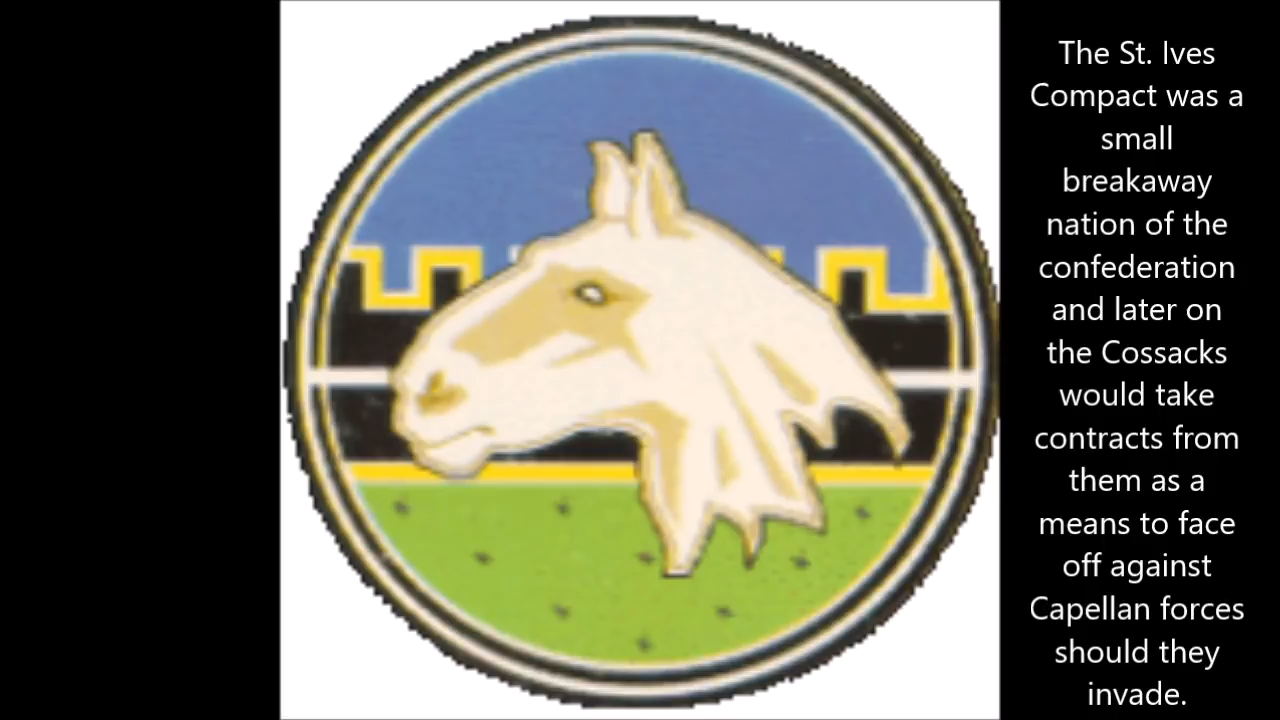 The St. Ives
Compact was a
small
breakaway
nation of the
confederation
and later on
the Cossacks
would take
contracts from
them as a
means to face
off against
Capellan forces
should they
invade.